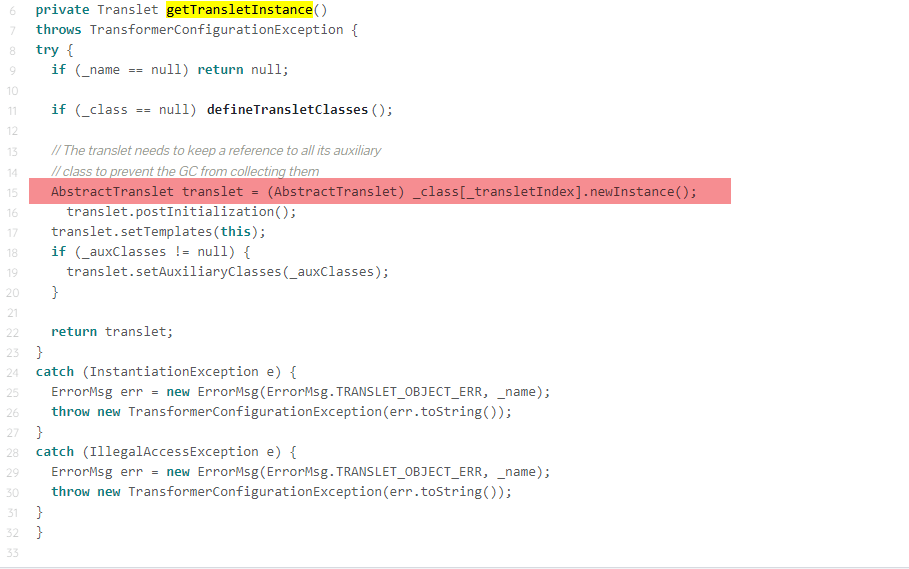 6 private Translet getTransletInstance()
7 throws TransformerConfigurationException {
8 try {
9 if (_name == null) return null;
10
11 if (_class == null) defineTransletClasses();
12
13 // The translet needs to keep a reference to all its auxiliary
14 // class to prevent the GC from collecting them
15 AbstractTranslet translet = (AbstractTranslet) _class[_transletIndex].newInstance();
16 translet.postInitialization();
17 translet.setTemplates(this);
18 if (_auxClasses != null) {
19 translet.setAuxiliaryClasses(_auxClasses);
20 }
21
22 return translet;
23 }
24 catch (InstantiationException e) {
25 ErrorMsg err = new ErrorMsg(ErrorMsg.TRANSLET_OBJECT_ERR, _name);
26 throw new TransformerConfigurationException(err.toString());
27 }
28 catch (IllegalAccessException e) {
29 ErrorMsg err = new ErrorMsg(ErrorMsg.TRANSLET_OBJECT_ERR, _name);
30 throw new TransformerConfigurationException(err.toString());
31 }
32 }
33